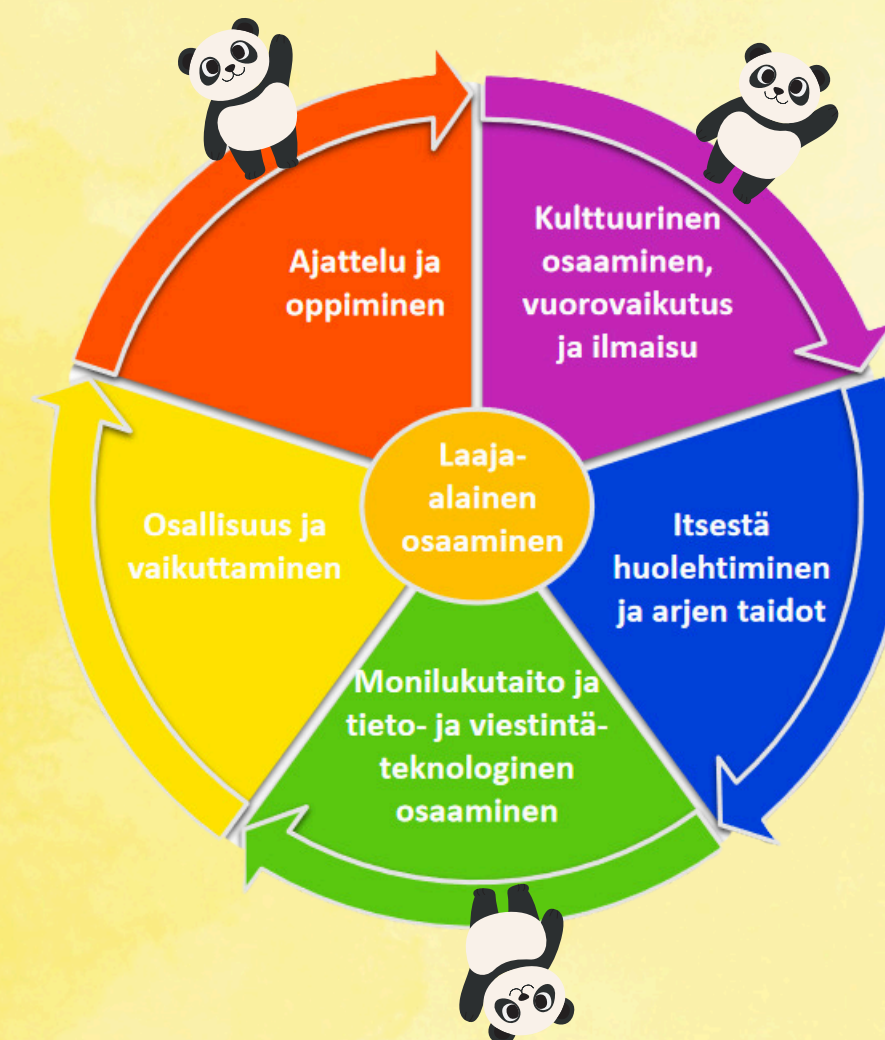 Ajattelu ja
oppiminen
Kulttuurinen
osaaminen,
vuorovaikutus
ja ilmaisu
Laaja-
alainen
osaaminen
Osallisuus ja
vaikuttaminen
Itsestä
huolehtiminen
ja arjen taidot
Monilukutaito ja
tieto- ja viestintä-
teknologinen
osaaminen